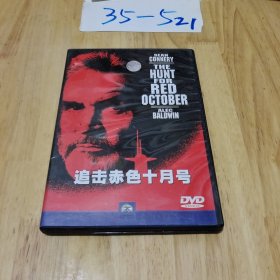 35-521
SEAN
CONNERY
THE
HUNT
FOR
RED
OCTOBER
ALEC
BALDWIN
追击赤色十月号
DVD